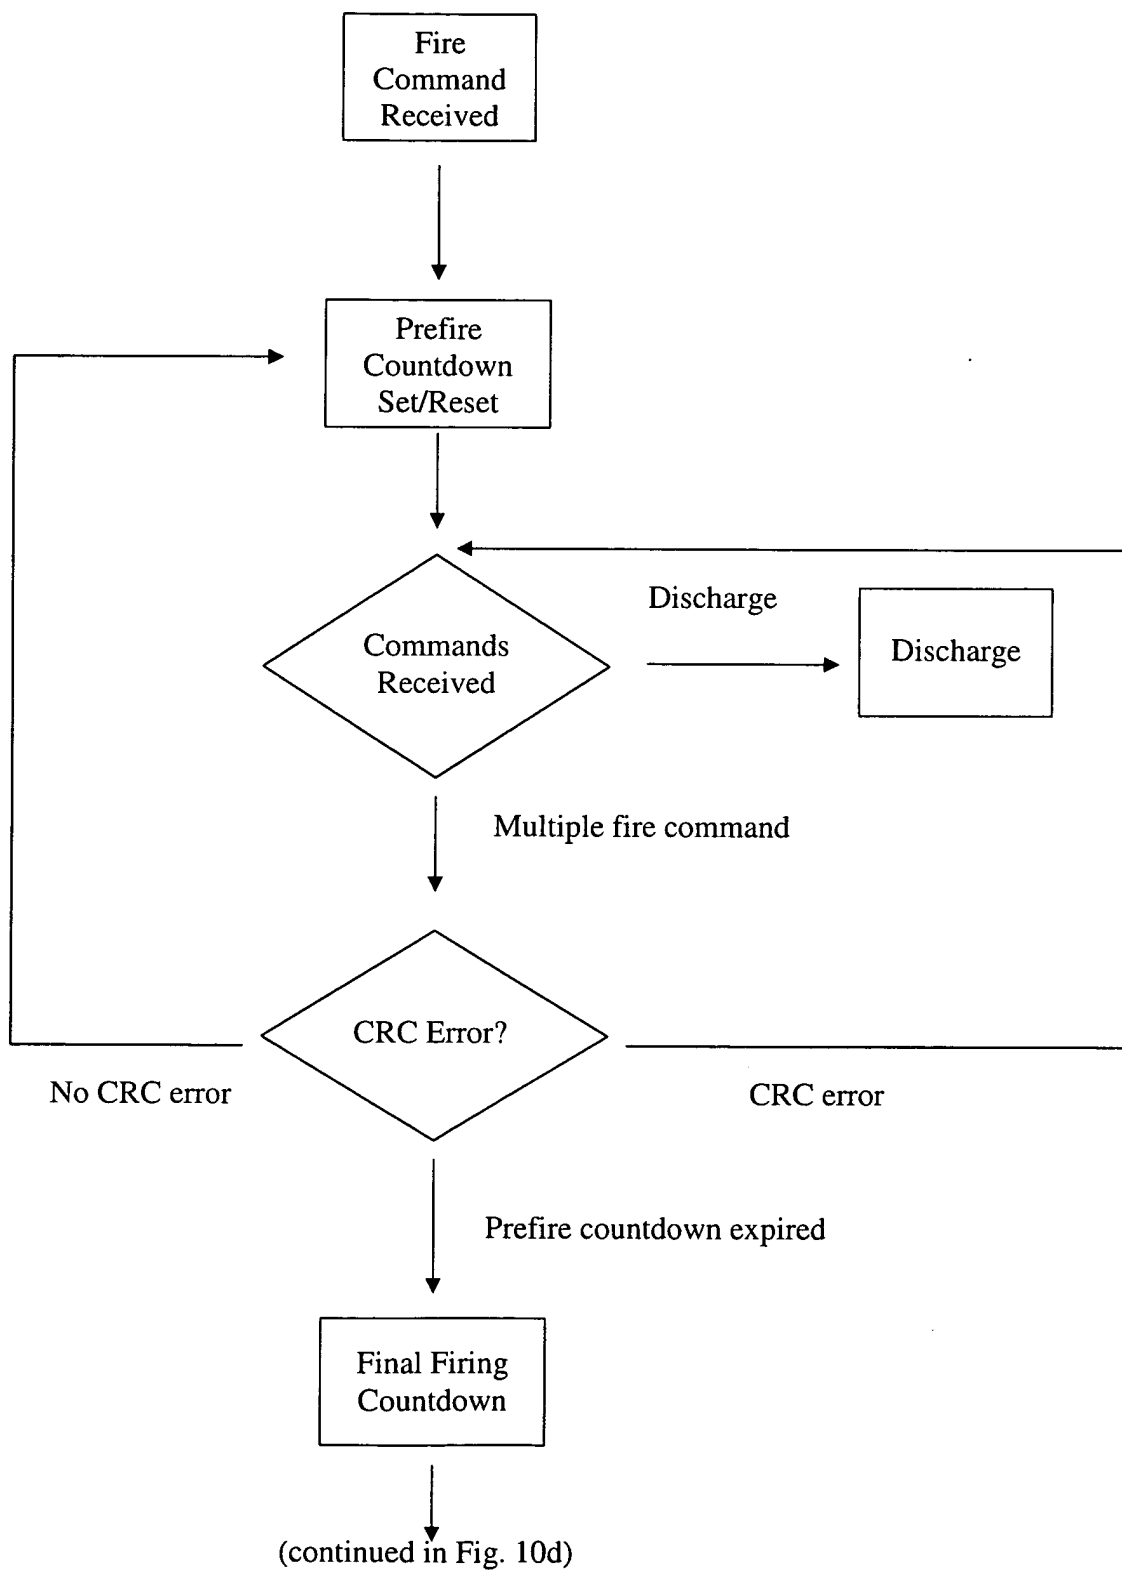 Fire
Command
Received
Prefire
Countdown
Set/Reset
Discharge
Commands
Received
Discharge
Multiple fire command
CRC Error?
No CRC error
CRC error
Prefire countdown expired
Final Firing
Countdown
(continued in Fig. 10d)